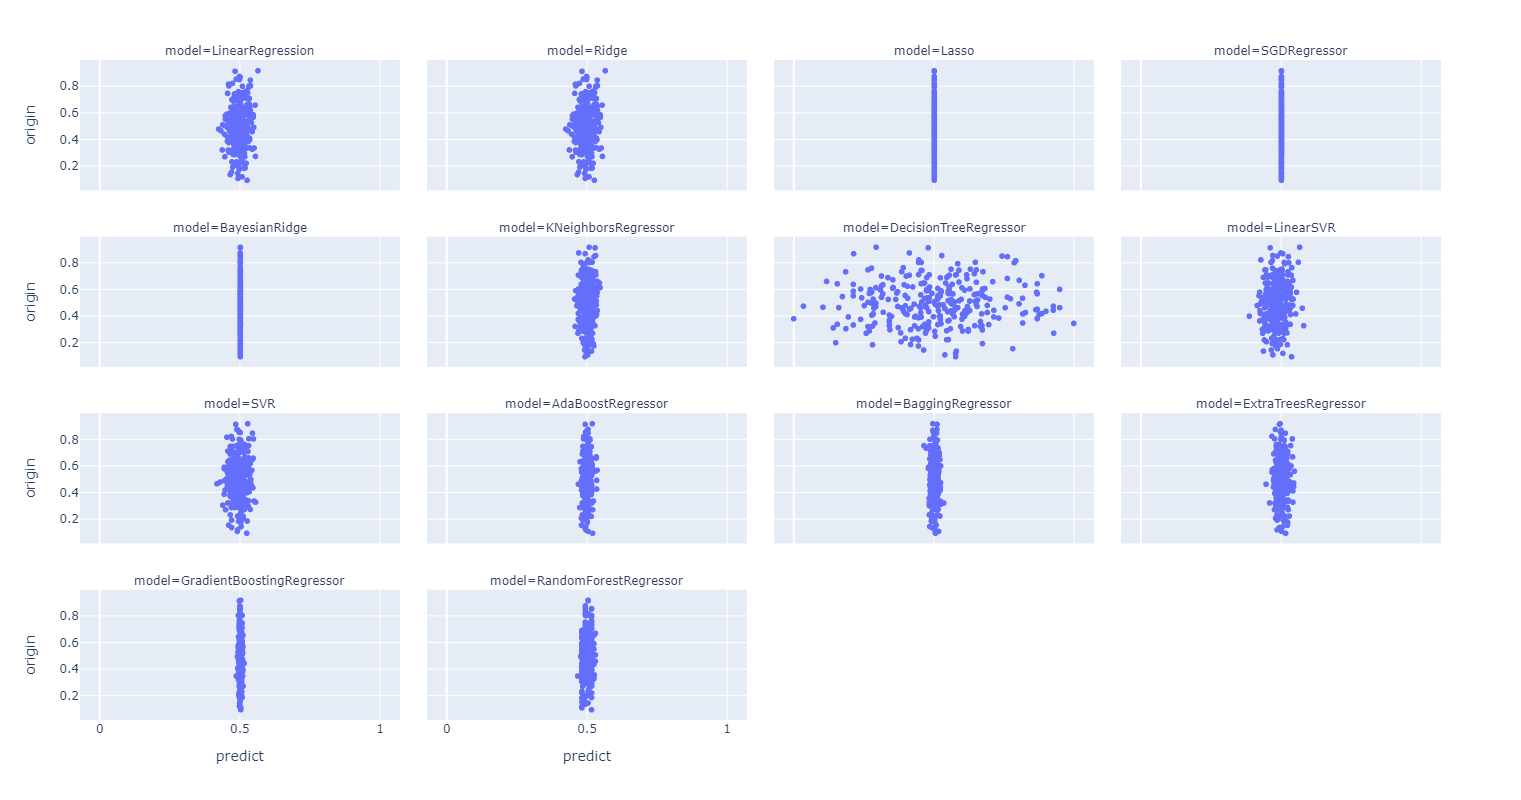 model=LinearRegression
model=Ridge
model=Lasso
model=SGDRegressor
0.8
0.6
origin
0.4
0.2
model=BayesianRidge
model=KNeighborsRegressor
model=DecisionTreeRegressor
model=LinearSVR
0.8
0.6
origin
0.4
0.2
model=SVR
model=AdaBoostRegressor
model=BaggingRegressor
model=ExtraTreesRegressor
0.8
0.6
origin
0.4
0.2
model=GradientBoostingRegressor
model=RandomForestRegressor
0.8
0.6
origin
0.4
0.2
0 0.5 1
0 0.5 1
predict
predict